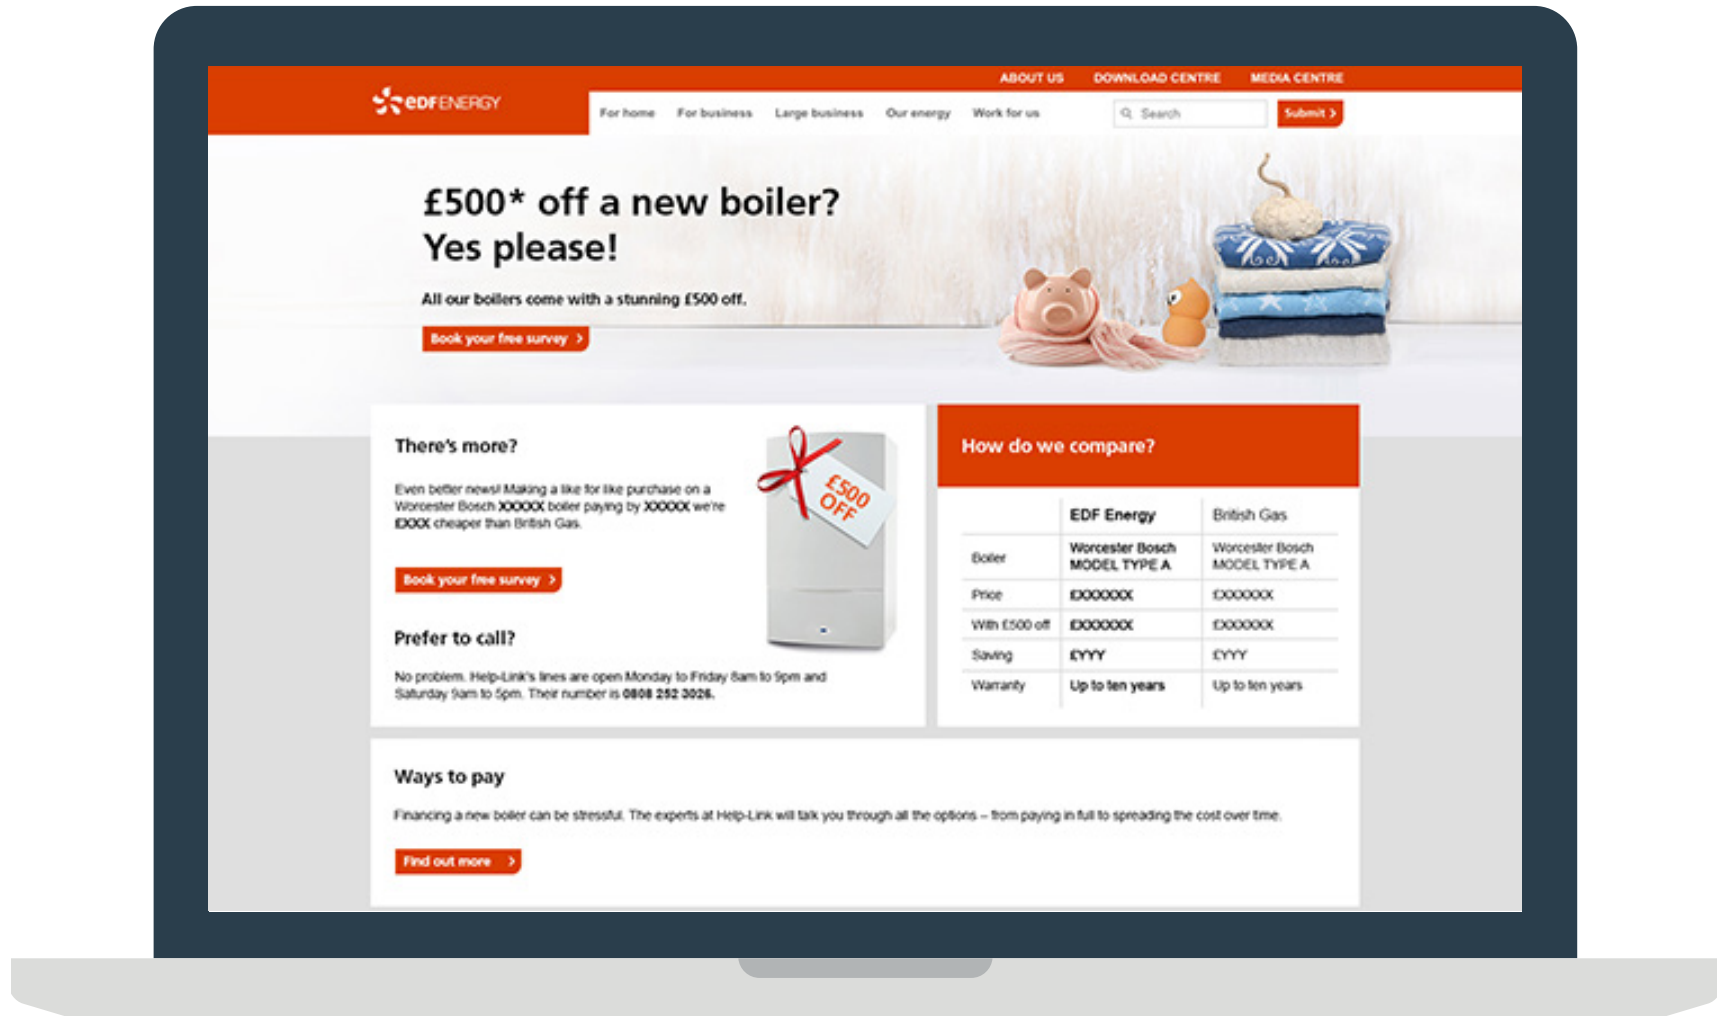 ABOUT US DOWNLOAD CENTRE MEDIA CENTRE
eDFENERGY
For home For business Large business Our energy Work for us Search Submit
£500* off a new boiler?
Yes please!
All our boilers come with a stunning £500 off.
Book your free survey
There's more?
Even better news! Making a like for like purchase on a
Worcester Bosch XXXXX boiler paying by XXXXX we're
£XXX cheaper than British Gas.
Book your free survey
£500
OFF
Prefer to call?
No problem. Help-Link's lines are open Monday to Friday 8am to 9pm and
Saturday 9am to 5pm. Their number is 0808 252 3026.
How do we compare?
EDF Energy British Gas
Boiler Worcester Bosch MODEL TYPE A Worcester Bosch MODEL TYPE A
Price £XXXXXX £XXXXXX
With £500 off £XXXXXX £XXXXXX
Saving £YYY £YYY
Warranty Up to ten years Up to ten years
Ways to pay
Financing a new boiler can be stressful. The experts at Help-Link will talk you through all the options – from paying in full to spreading the cost over time.
Find out more